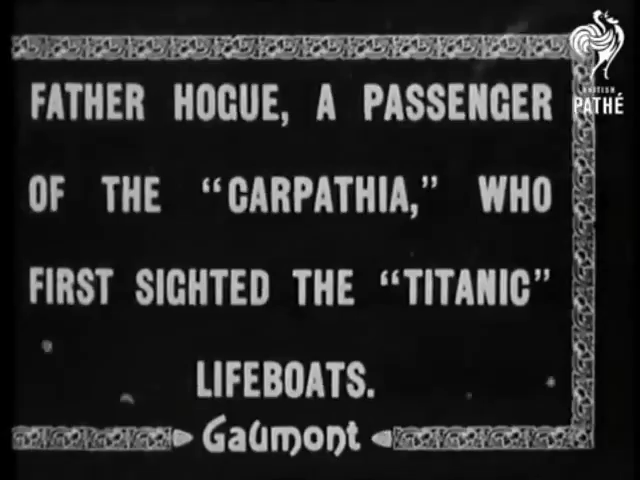 BRITISH
PATHÉ
FATHER HOGUE, A PASSENGER
OF THE “CARPATHIA,” WHO
FIRST SIGHTED THE “TITANIC”
LIFEBOATS.
Gaumont